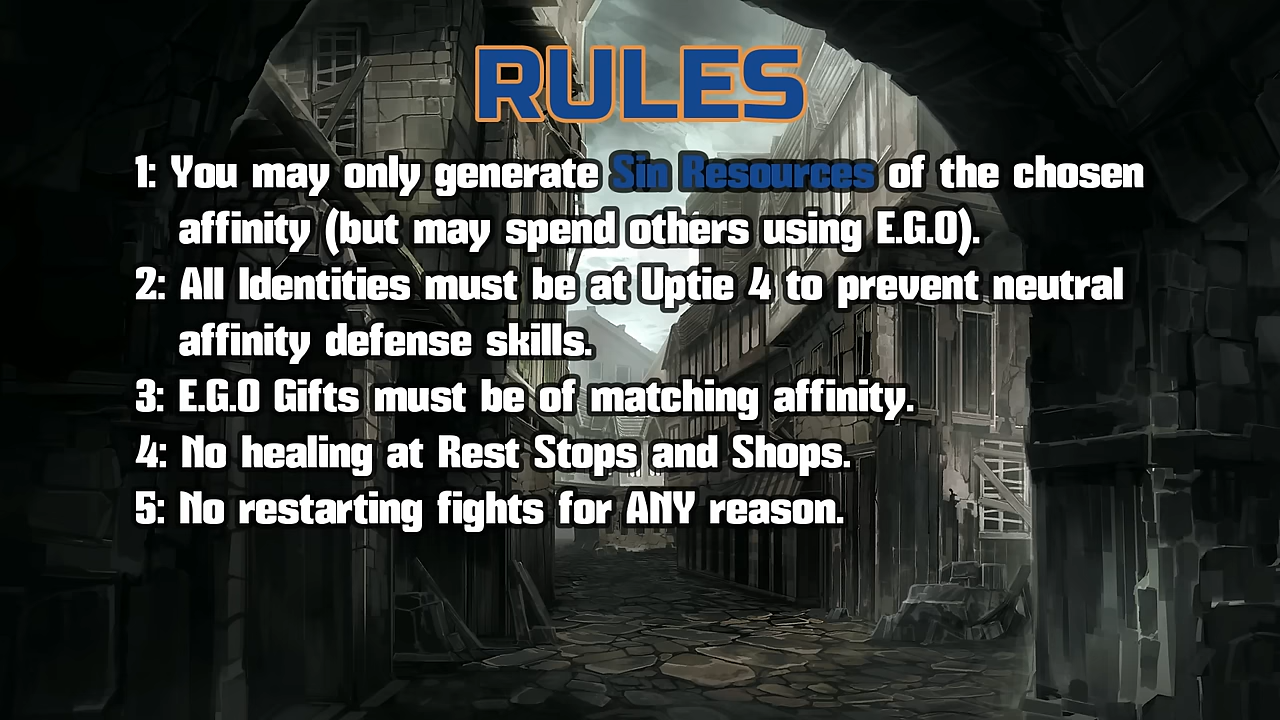 RULES
1: You may only generate Sin Resources of the chosen
affinity (but may spend others using E.G.O).
2: All Identities must be at Uptie 4 to prevent neutral
affinity defense skills.
3: E.G.O Gifts must be of matching affinity.
4: No healing at Rest Stops and Shops.
5: No restarting fights for ANY reason.